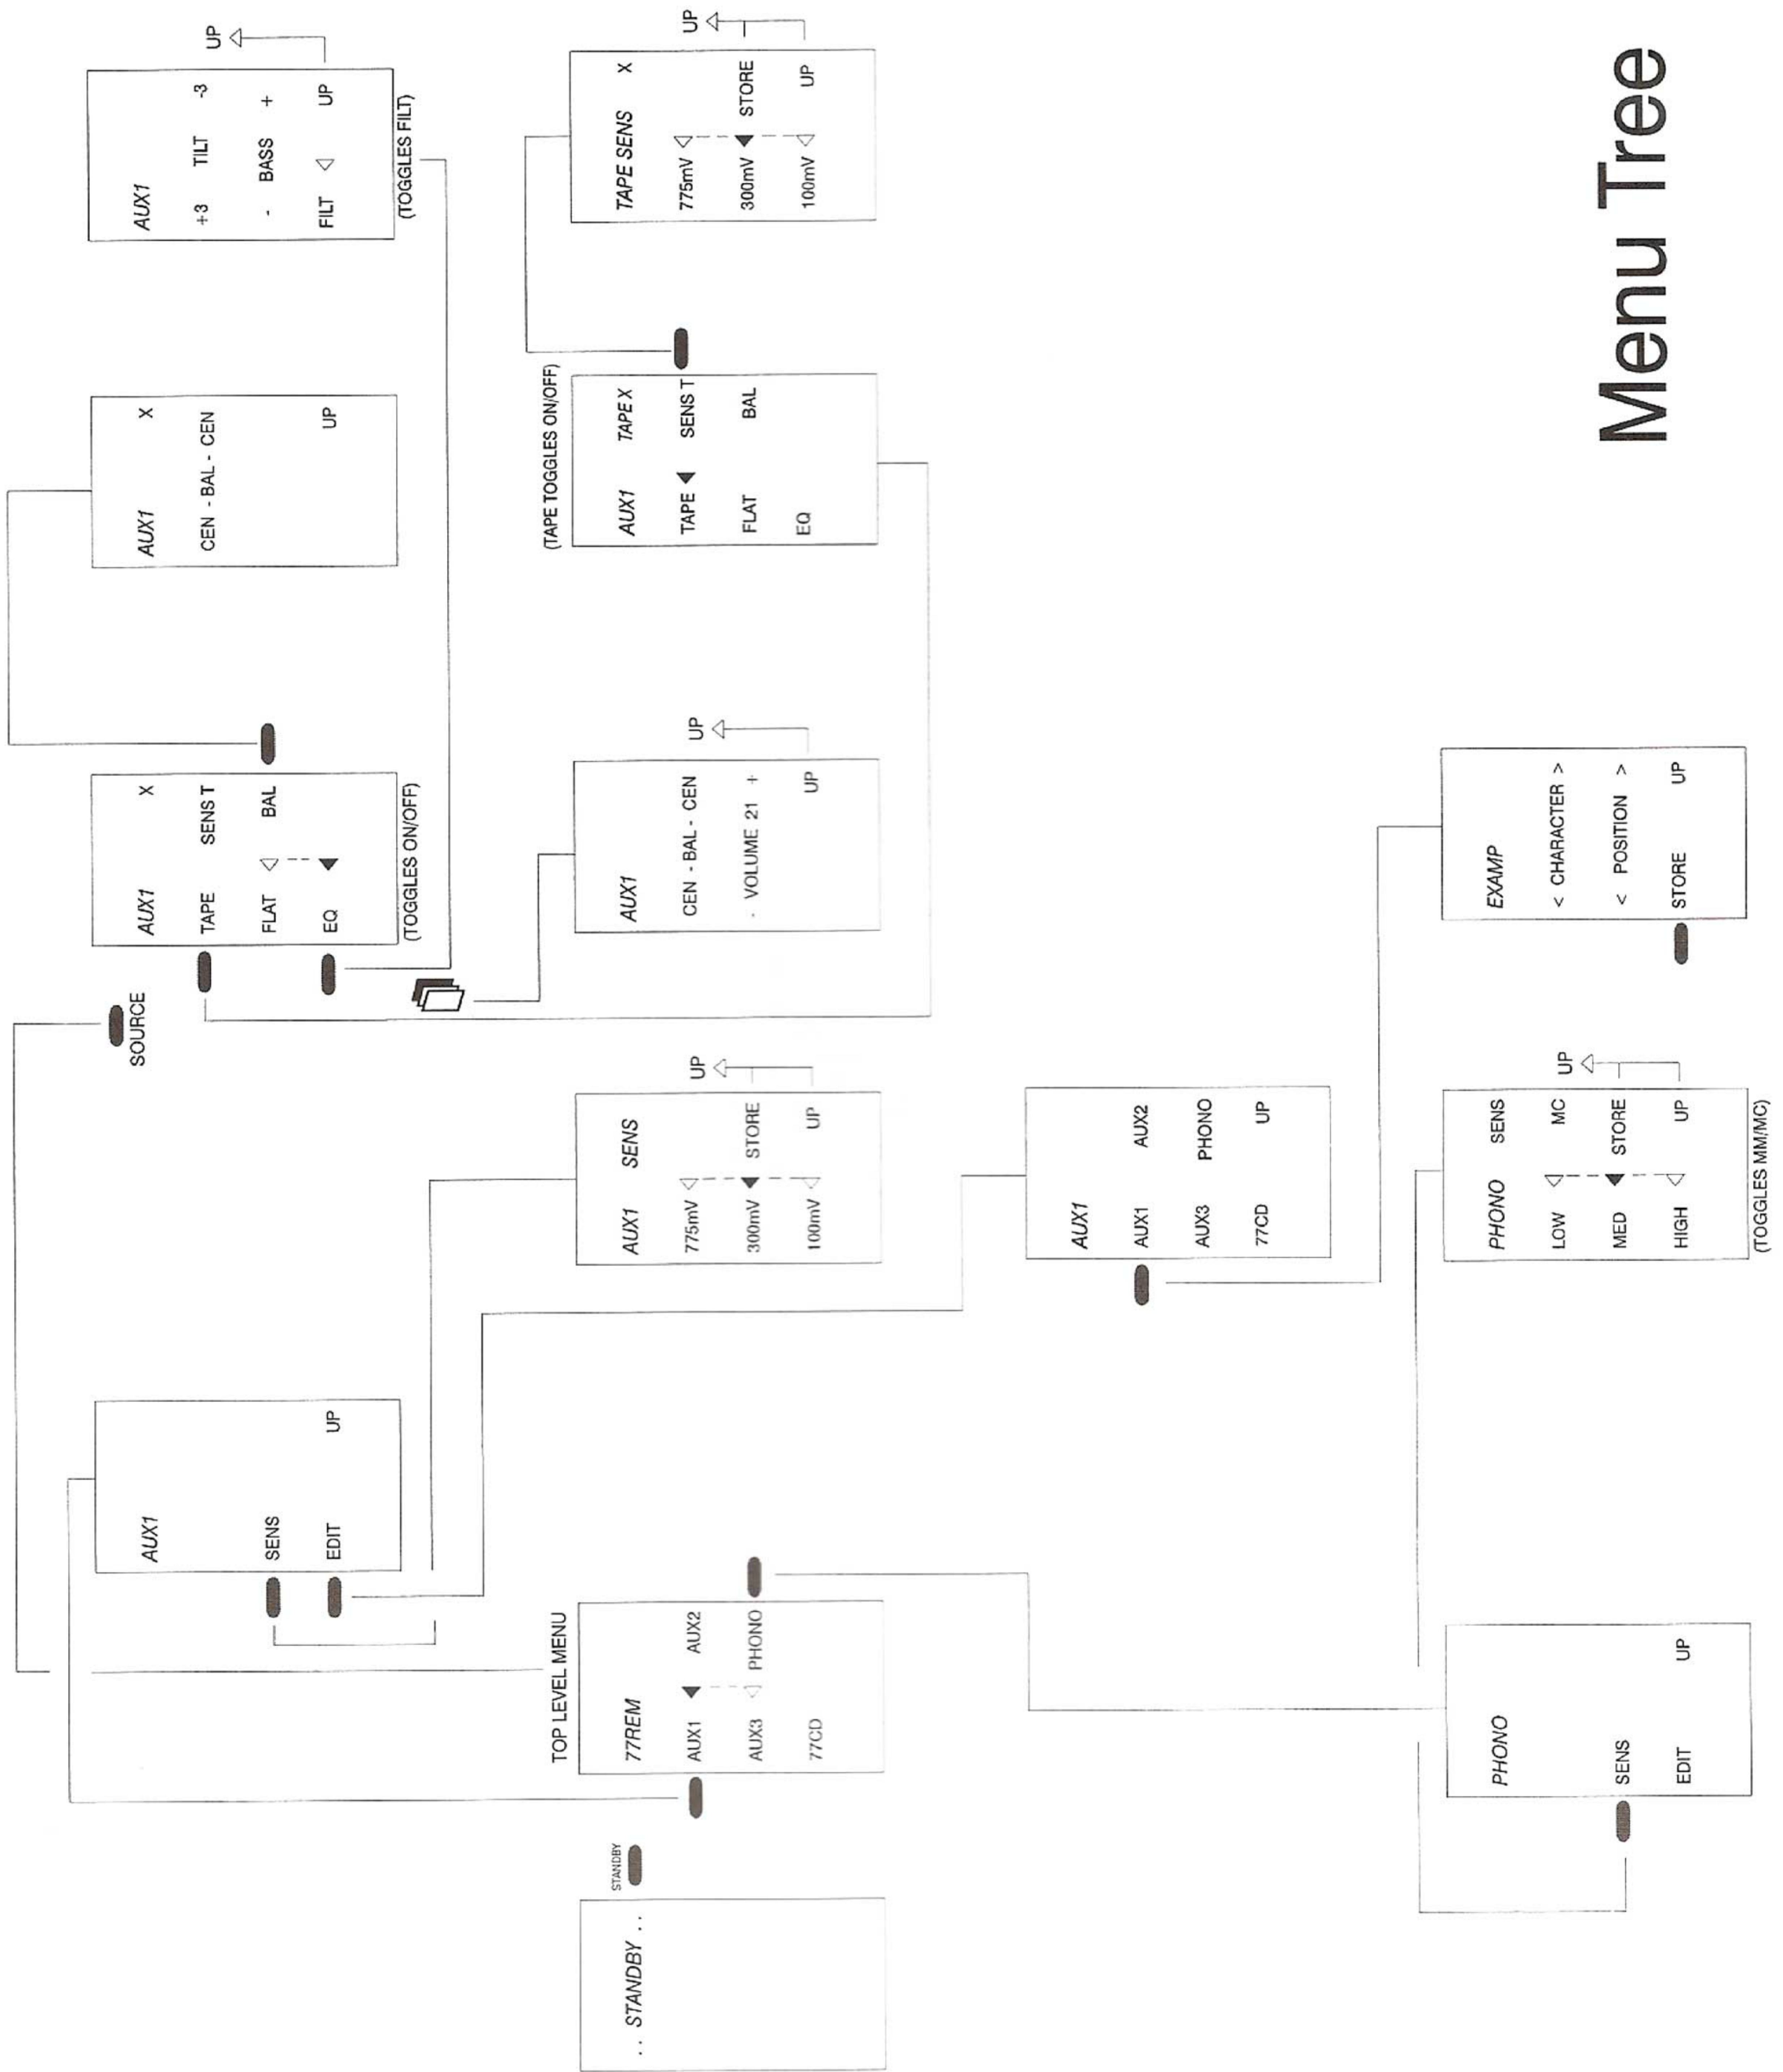 Menu Tree
.. STANDBY ..
STANDBY
TOP LEVEL MENU
77REM
AUX1 AUX2
AUX3 PHONO
77CD
AUX1
SENS
EDIT UP
SOURCE
AUX1 X
TAPE SENS T
FLAT BAL
EQ
(TOGGLES ON/OFF)
AUX1 X
CEN - BAL - CEN
UP
AUX1
+3 TILT -3
- BASS +
FILT UP
(TOGGLES FILT)
UP
AUX1 SENS
775mV
300mV STORE
100mV UP
UP
AUX1
CEN - BAL - CEN
- VOLUME 21 +
UP
UP
(TAPE TOGGLES ON/OFF)
AUX1 TAPE X
TAPE SENS T
FLAT BAL
EQ
TAPE SENS X
775mV
300mV STORE
100mV UP
UP
AUX1
AUX1 AUX2
AUX3 PHONO
77CD UP
PHONO
SENS
EDIT UP
PHONO SENS
LOW MC
MED STORE
HIGH UP
(TOGGLES MM/MC)
UP
EXAMP
< CHARACTER >
< POSITION >
STORE UP